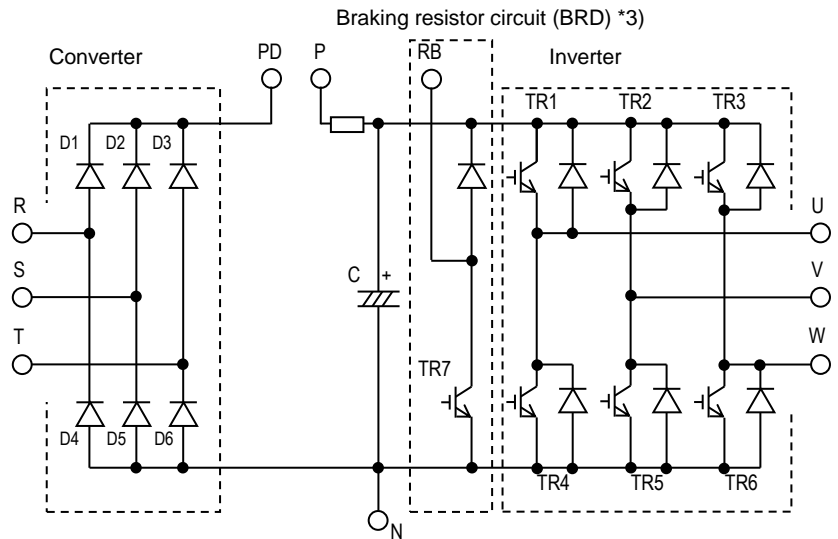 Braking resistor circuit (BRD) *3)
Converter
PD
P
RB
Inverter
TR1
TR2
TR3
D1
D2
D3
R
U
S
C
+
V
T
W
TR7
D4
D5
D6
TR4
TR5
TR6
N